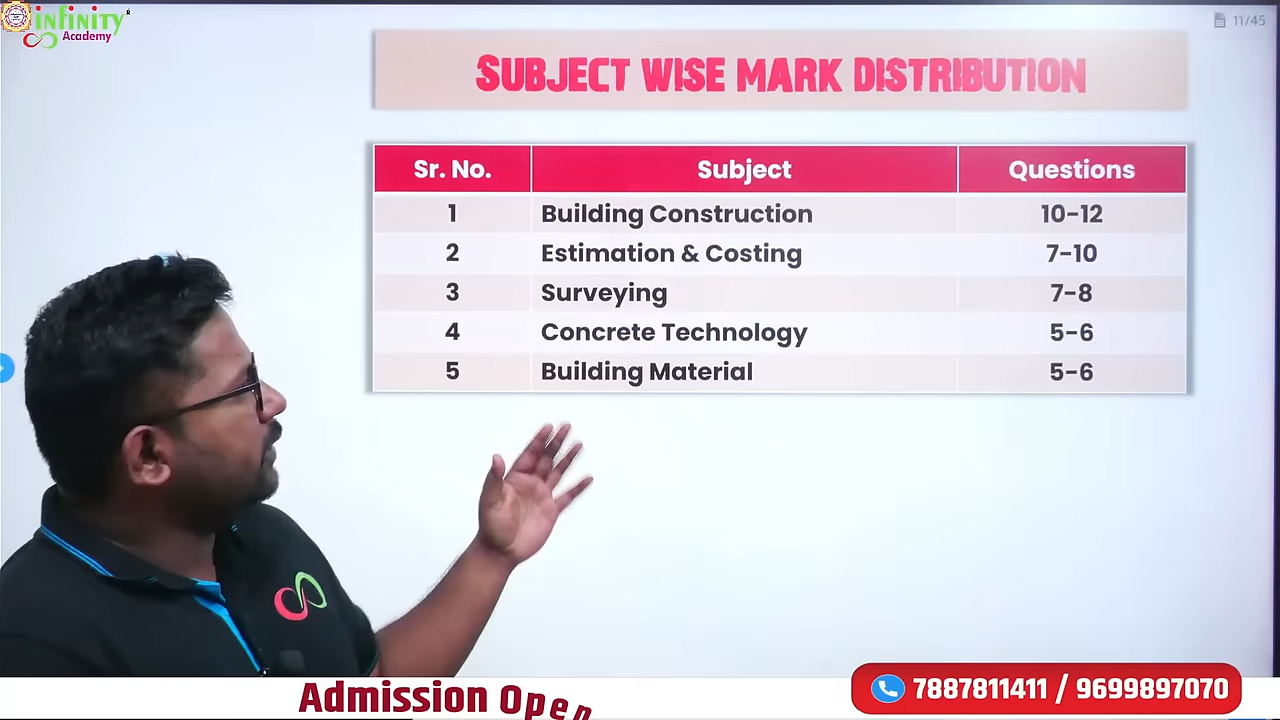 infinity
Academy
11/45
SUBJECT WISE MARK DISTRIBUTION
Sr. No. Subject Questions
1 Building Construction 10-12
2 Estimation & Costing 7-10
3 Surveying 7-8
4 Concrete Technology 5-6
5 Building Material 5-6
Admission Open
7887811411 / 9699897070